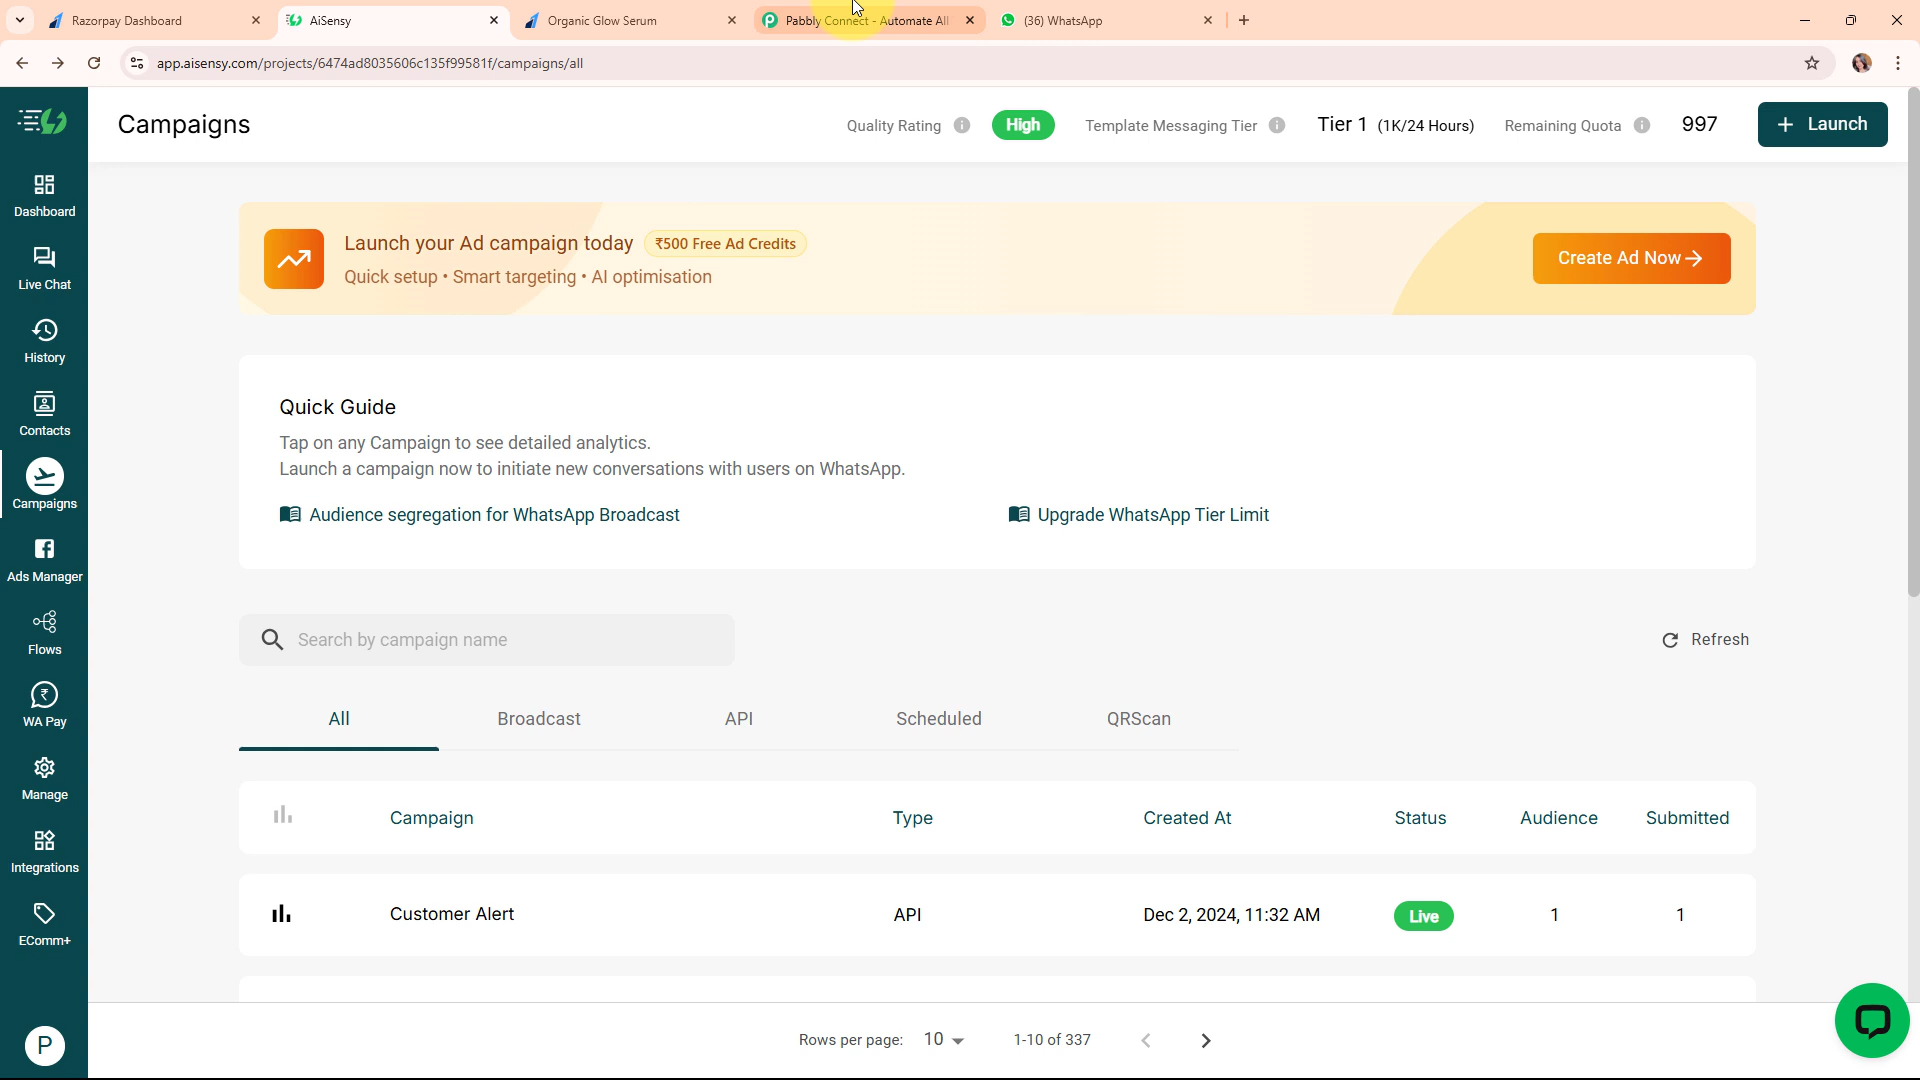 Razorpay Dashboard
AiSensy
Organic Glow Serum
Pabbly Connect - Automate All
(36) WhatsApp
app.aisensy.com/projects/6474ad8035606c135f99581f/campaigns/all
Campaigns
Quality Rating
High
Template Messaging Tier
Tier 1 (1K/24 Hours)
Remaining Quota
997
+ Launch
Dashboard
Live Chat
History
Contacts
Campaigns
Ads Manager
Flows
WA Pay
Manage
Integrations
EComm+
P
Launch your Ad campaign today
₹500 Free Ad Credits
Quick setup • Smart targeting • AI optimisation
Create Ad Now→
Quick Guide
Tap on any Campaign to see detailed analytics.
Launch a campaign now to initiate new conversations with users on WhatsApp.
Audience segregation for WhatsApp Broadcast
Upgrade WhatsApp Tier Limit
Search by campaign name
Refresh
All Broadcast API Scheduled QRScan
Campaign Type Created At Status Audience Submitted
Customer Alert API Dec 2, 2024, 11:32 AM Live 1 1
Rows per page: 10 1-10 of 337